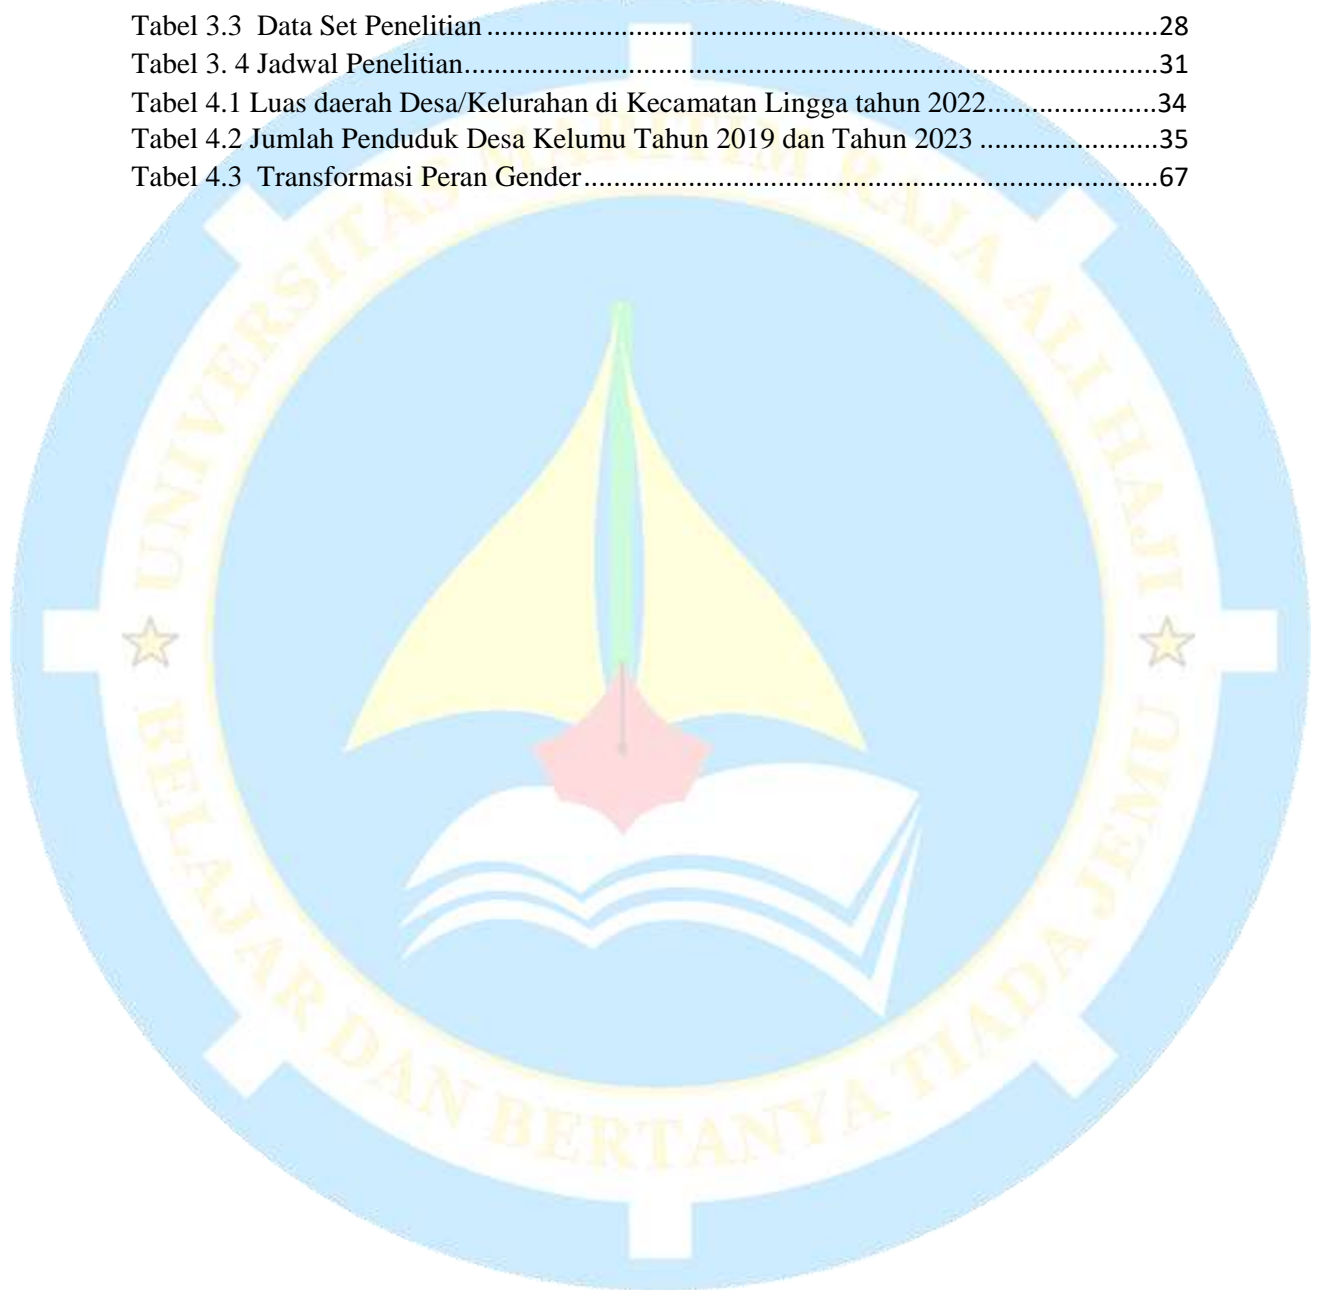 Tabel 3.3  Data Set Penelitian ........................................................................... 28
Tabel 3. 4 Jadwal Penelitian.............................................................................. 31
Tabel 4.1 Luas daerah Desa/Kelurahan di Kecamatan Lingga tahun 2022...................... 34
Tabel 4.2 Jumlah Penduduk Desa Kelumu Tahun 2019 dan Tahun 2023 .................... 35
Tabel 4.3  Transformasi Peran Gender ................................................................ 67
UNIVERSITAS MARITIM RAJA ALI HAJI
BELAJAR DAN BERTANYA TIADA JEMU